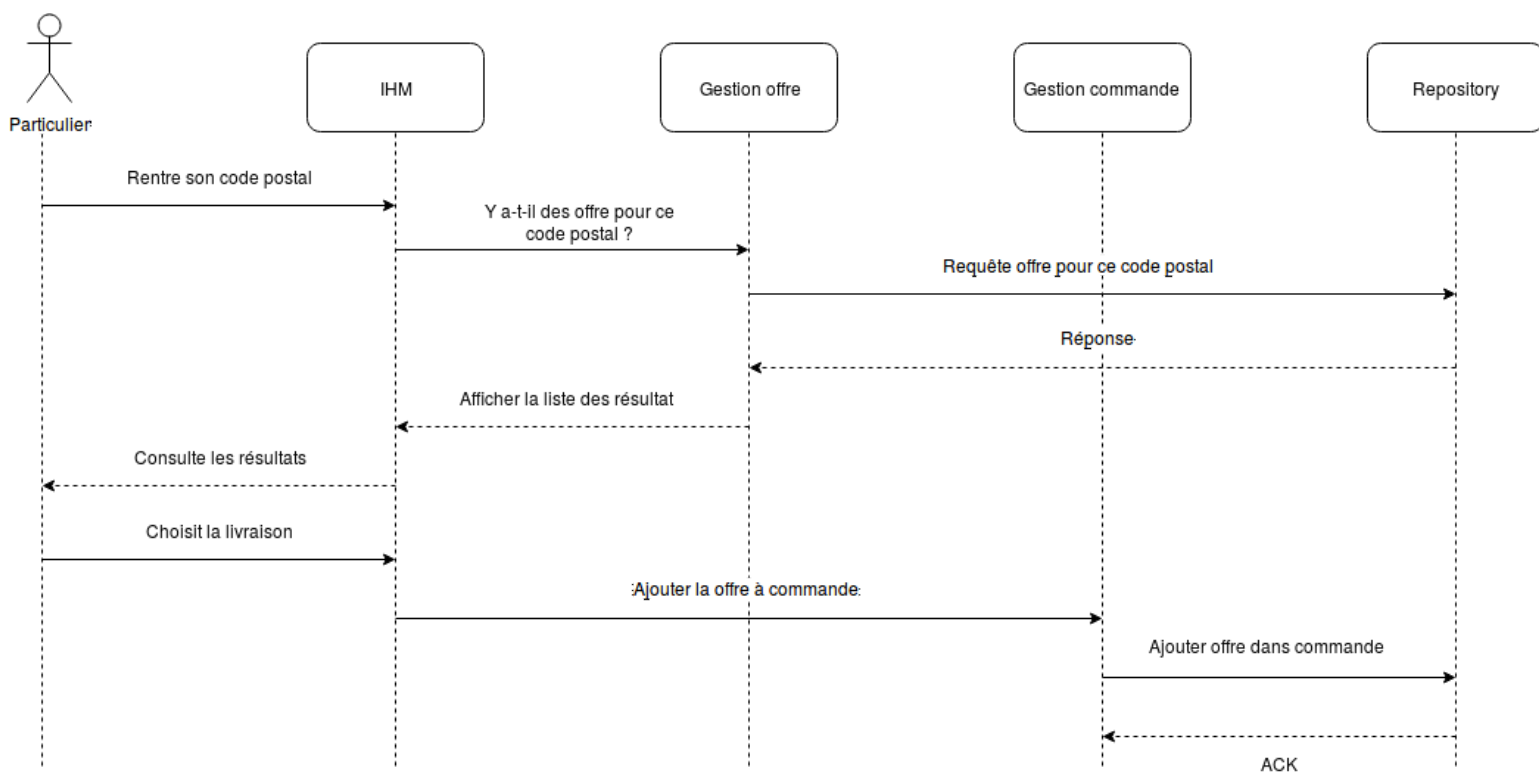 Particulier
IHM
Gestion offre
Gestion commande
Repository
Rentre son code postal
Y a-t-il des offre pour ce
code postal ?
Requête offre pour ce code postal
Réponse
Afficher la liste des résultat
Consulte les résultats
Choisit la livraison
Ajouter la offre à commande
Ajouter offre dans commande
ACK